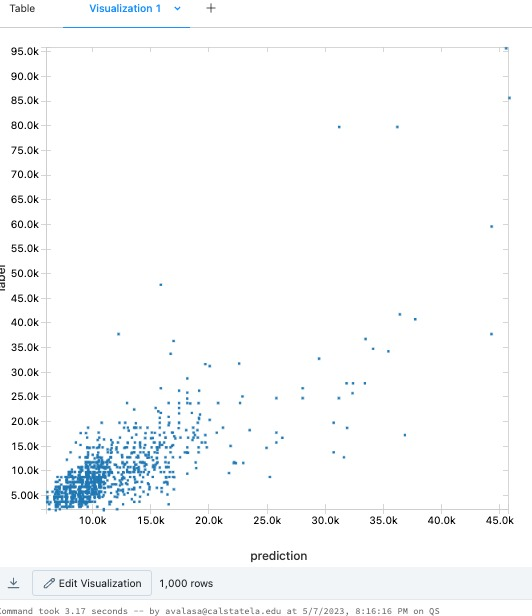 Table Visualization 1 +
95.0k
90.0k
85.0k
80.0k
75.0k
70.0k
65.0k
60.0k
55.0k
50.0k
45.0k
40.0k
35.0k
30.0k
25.0k
20.0k
15.0k
10.0k
5.00k
label
10.0k 15.0k 20.0k 25.0k 30.0k 35.0k 40.0k 45.0k
prediction
Edit Visualization 1,000 rows
ommand took 3.17 seconds -- by avalasa@calstatela.edu at 5/7/2023, 8:16:16 PM on QS